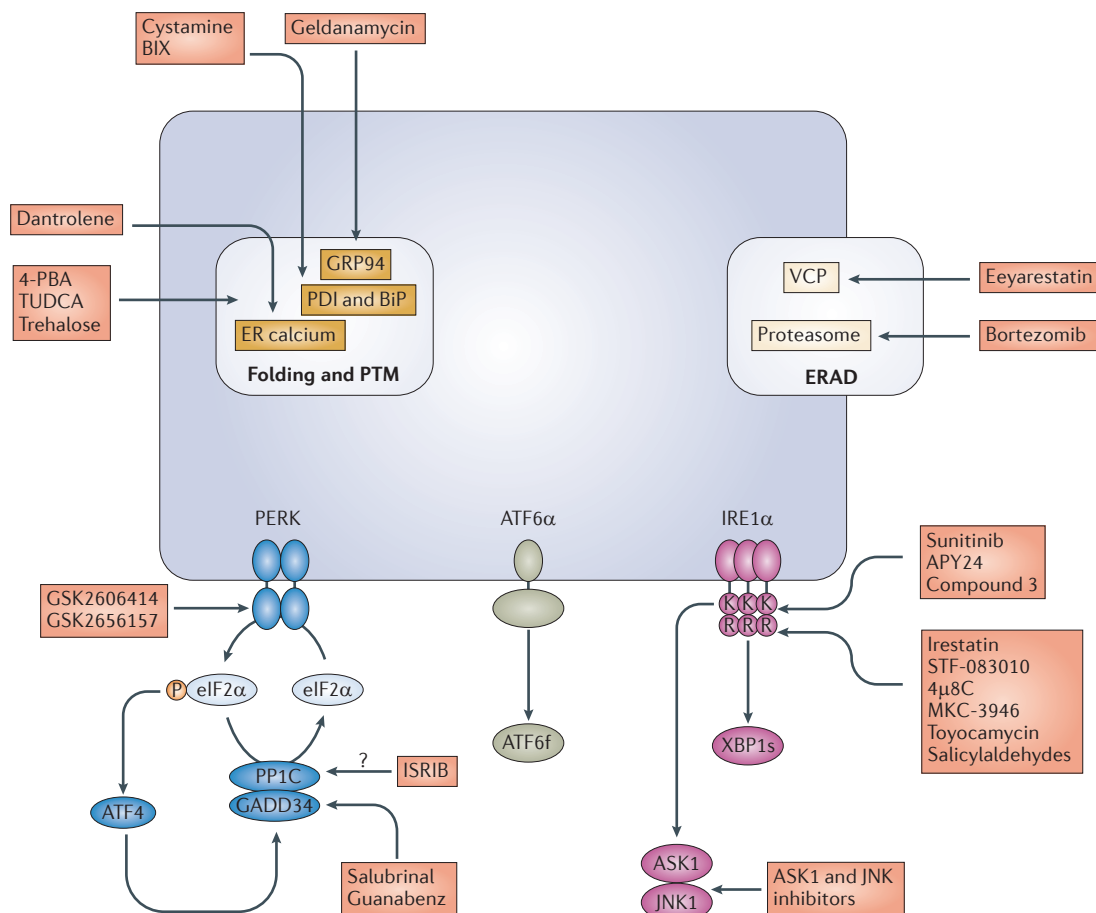 Cystamine
BIX
Geldanamycin
Dantrolene
4-PBA
TUDCA
Trehalose
GRP94
PDI and BiP
ER calcium
Folding and PTM
VCP
Proteasome
ERAD
Eeyarestatin
Bortezomib
PERK
ATF6α
IRE1α
GSK2606414
GSK2656157
K K K
R R R
Sunitinib
APY24
Compound 3
Irestatin
STF-083010
4µ8C
MKC-3946
Toyocamycin
Salicylaldehydes
P
eIF2α
eIF2α
ATF6f
XBP1s
PP1C
GADD34
?
ISRIB
ATF4
Salubrinal
Guanabenz
ASK1
JNK1
ASK1 and JNK
inhibitors